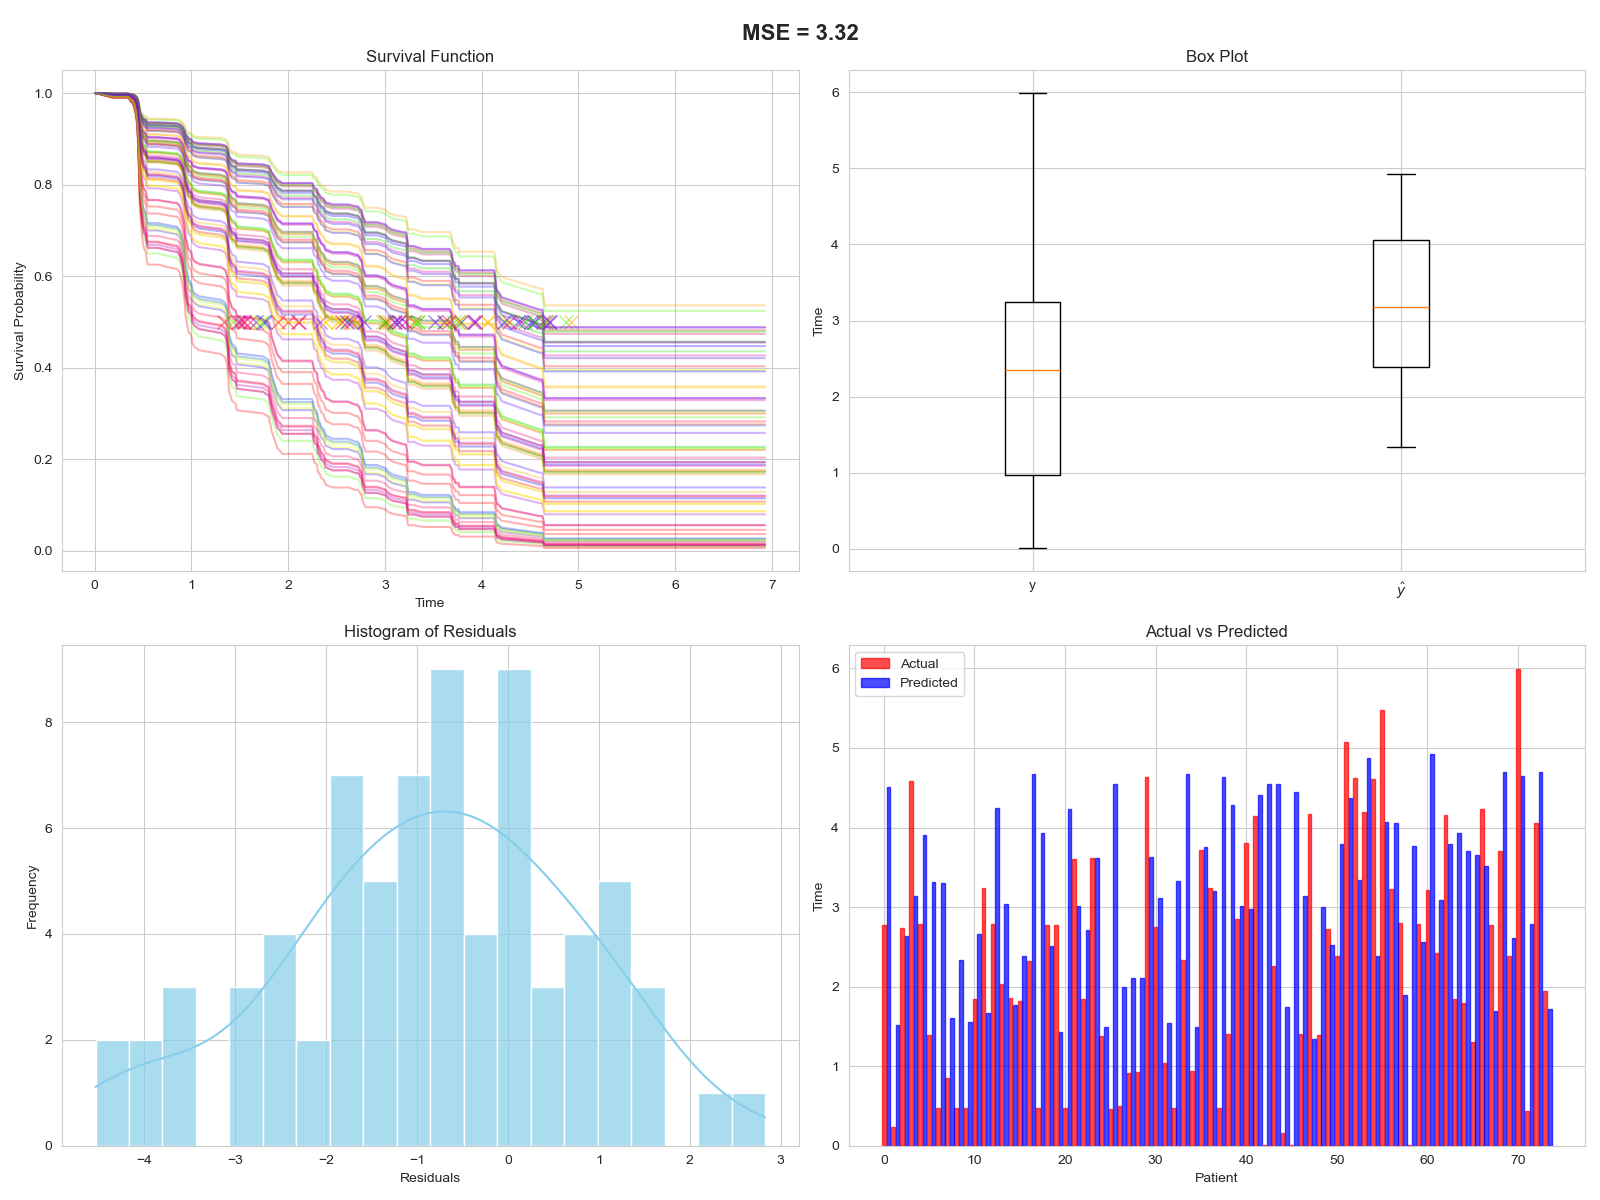 MSE = 3.32
Survival Function
Survival Probability
1.0
0.8
0.6
0.4
0.2
0.0
0 1 2 3 4 5 6 7
Time
Box Plot
Time
6
5
4
3
2
1
0
y ŷ
Histogram of Residuals
Frequency
8
6
4
2
0
−4 −3 −2 −1 0 1 2 3
Residuals
Actual vs Predicted
Actual
Predicted
Time
6
5
4
3
2
1
0
0 10 20 30 40 50 60 70
Patient